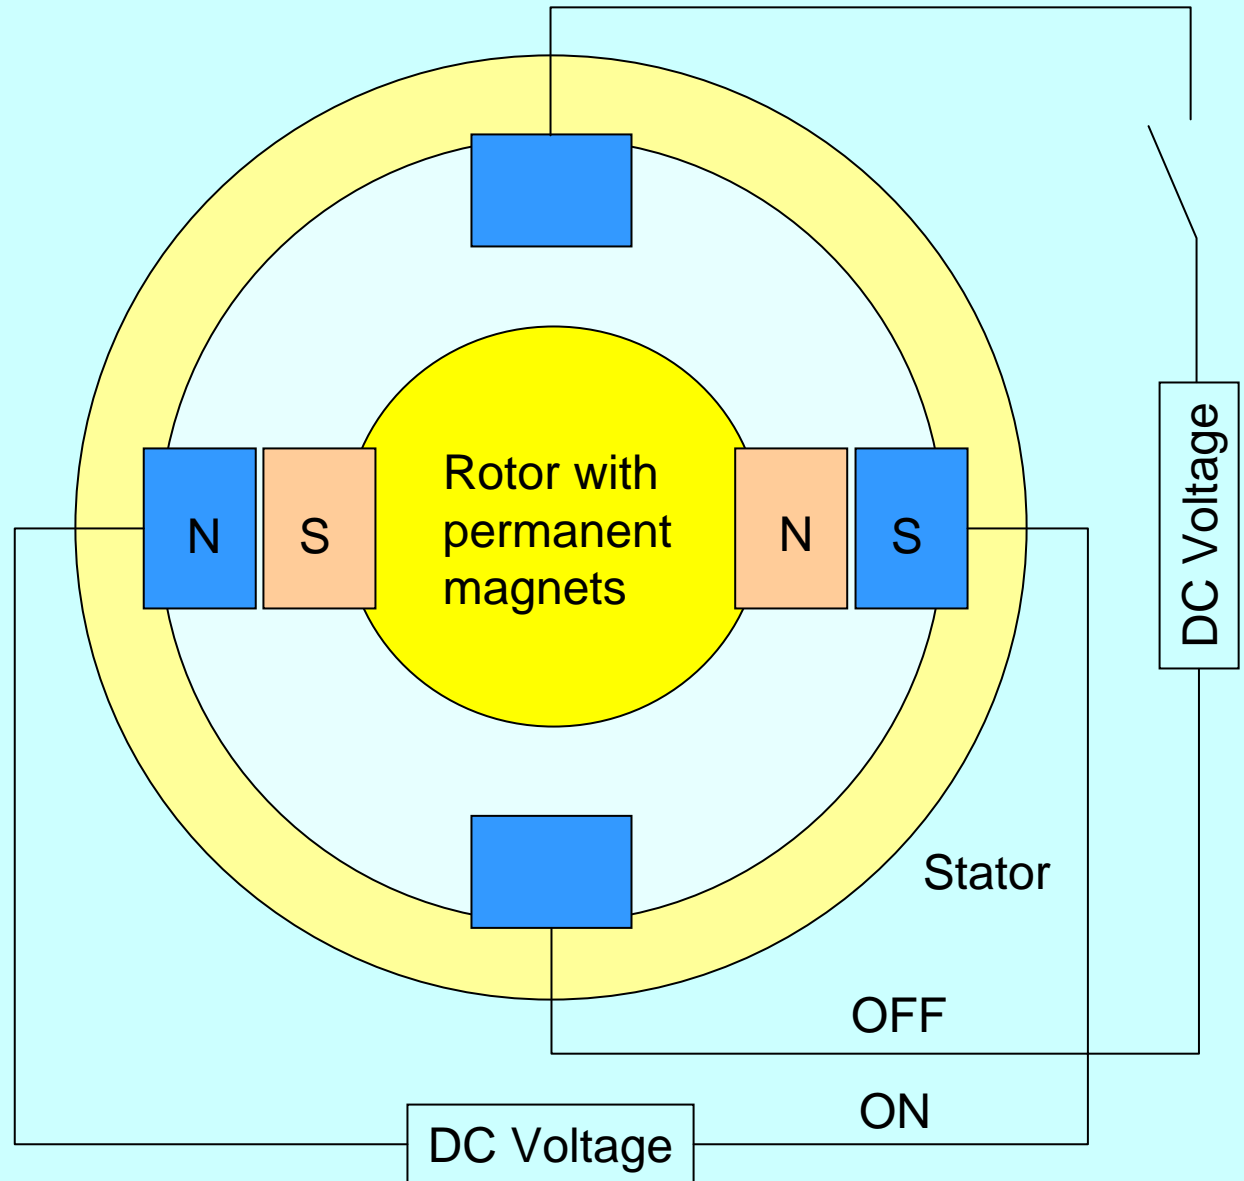 Rotor with
permanent
magnets
N
S
N
S
DC Voltage
Stator
OFF
ON
DC Voltage